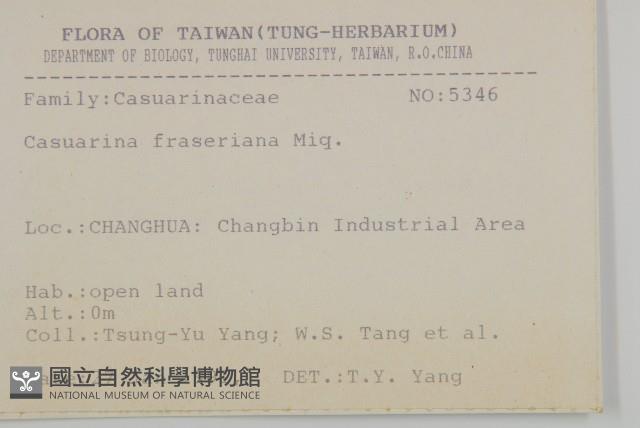 FLORA OF TAIWAN(TUNG-HERBARIUM)
DEPARTMENT OF BIOLOGY, TUNGHAI UNIVERSITY, TAIWAN, R.O.CHINA
Family:Casuarinaceae NO:5346
Casuarina fraseriana Miq.
Loc.:CHANGHUA: Changbin Industrial Area
Hab.:open land
Alt.:0m
Coll.:Tsung-Yu Yang; W.S. Tang et al.
DET.:T.Y. Yang
國立自然科學博物館
NATIONAL MUSEUM OF NATURAL SCIENCE